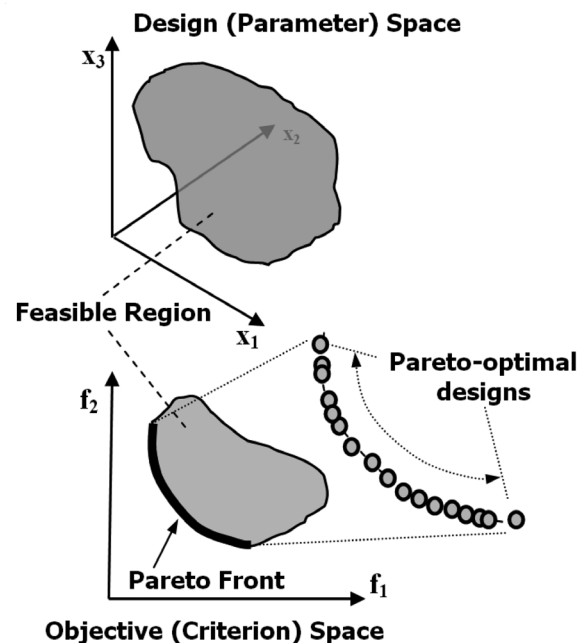 Design (Parameter) Space
x3
x2
Feasible Region
x1
Pareto-optimal
designs
f2
Pareto Front
f1
Objective (Criterion) Space